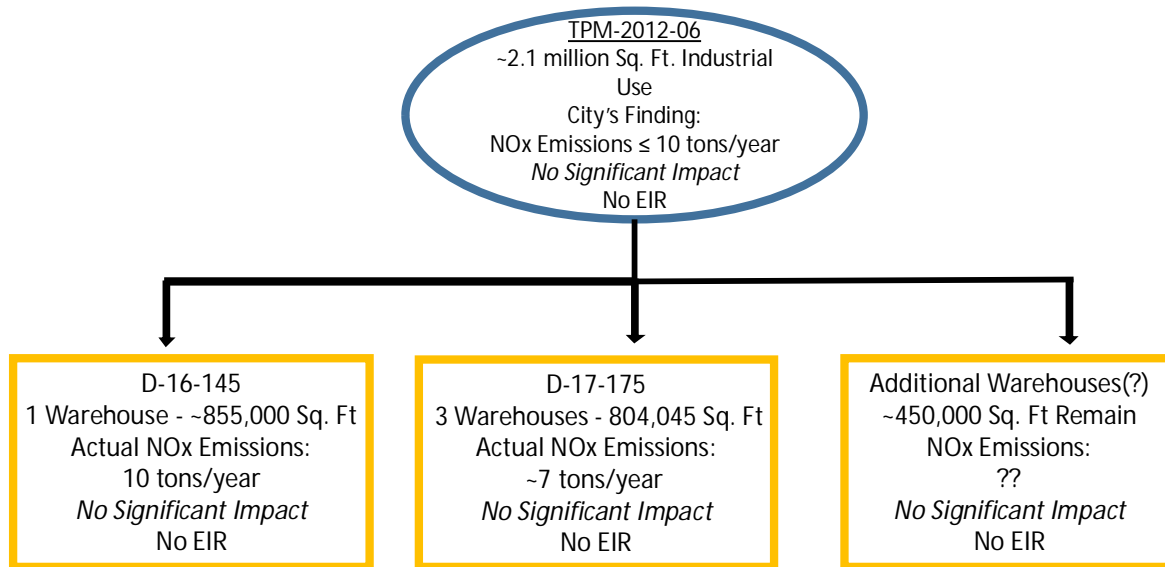 TPM-2012-06
~2.1 million Sq. Ft. Industrial
Use
City's Finding:
NOx Emissions ≤ 10 tons/year
No Significant Impact
No EIR
D-16-145
1 Warehouse - ~855,000 Sq. Ft
Actual NOx Emissions:
10 tons/year
No Significant Impact
No EIR
D-17-175
3 Warehouses - 804,045 Sq. Ft
Actual NOx Emissions:
~7 tons/year
No Significant Impact
No EIR
Additional Warehouses(?)
~450,000 Sq. Ft Remain
NOx Emissions:
??
No Significant Impact
No EIR